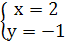 { x = 2
y = −1